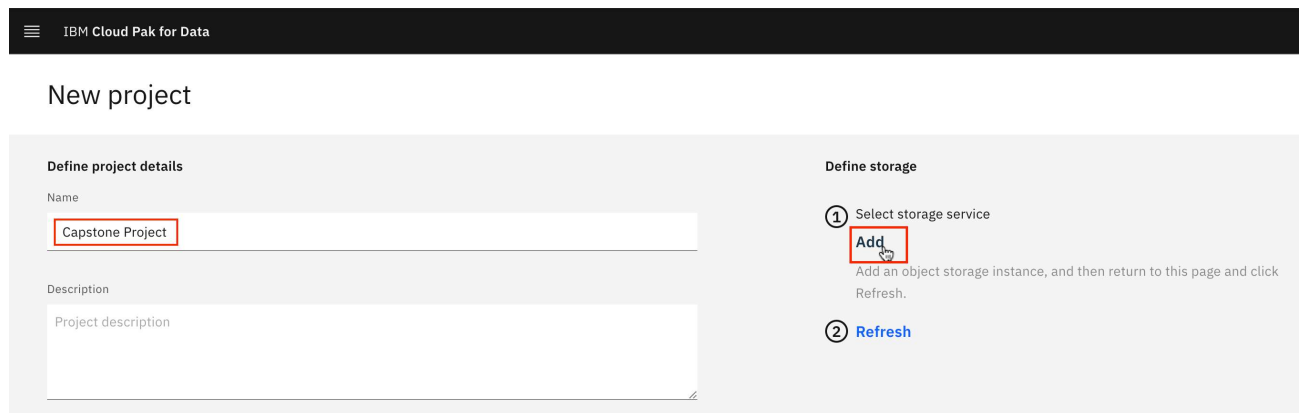 IBM Cloud Pak for Data
New project
Define project details
Name
Capstone Project
Description
Project description
Define storage
1 Select storage service
Add
Add an object storage instance, and then return to this page and click
Refresh.
2 Refresh